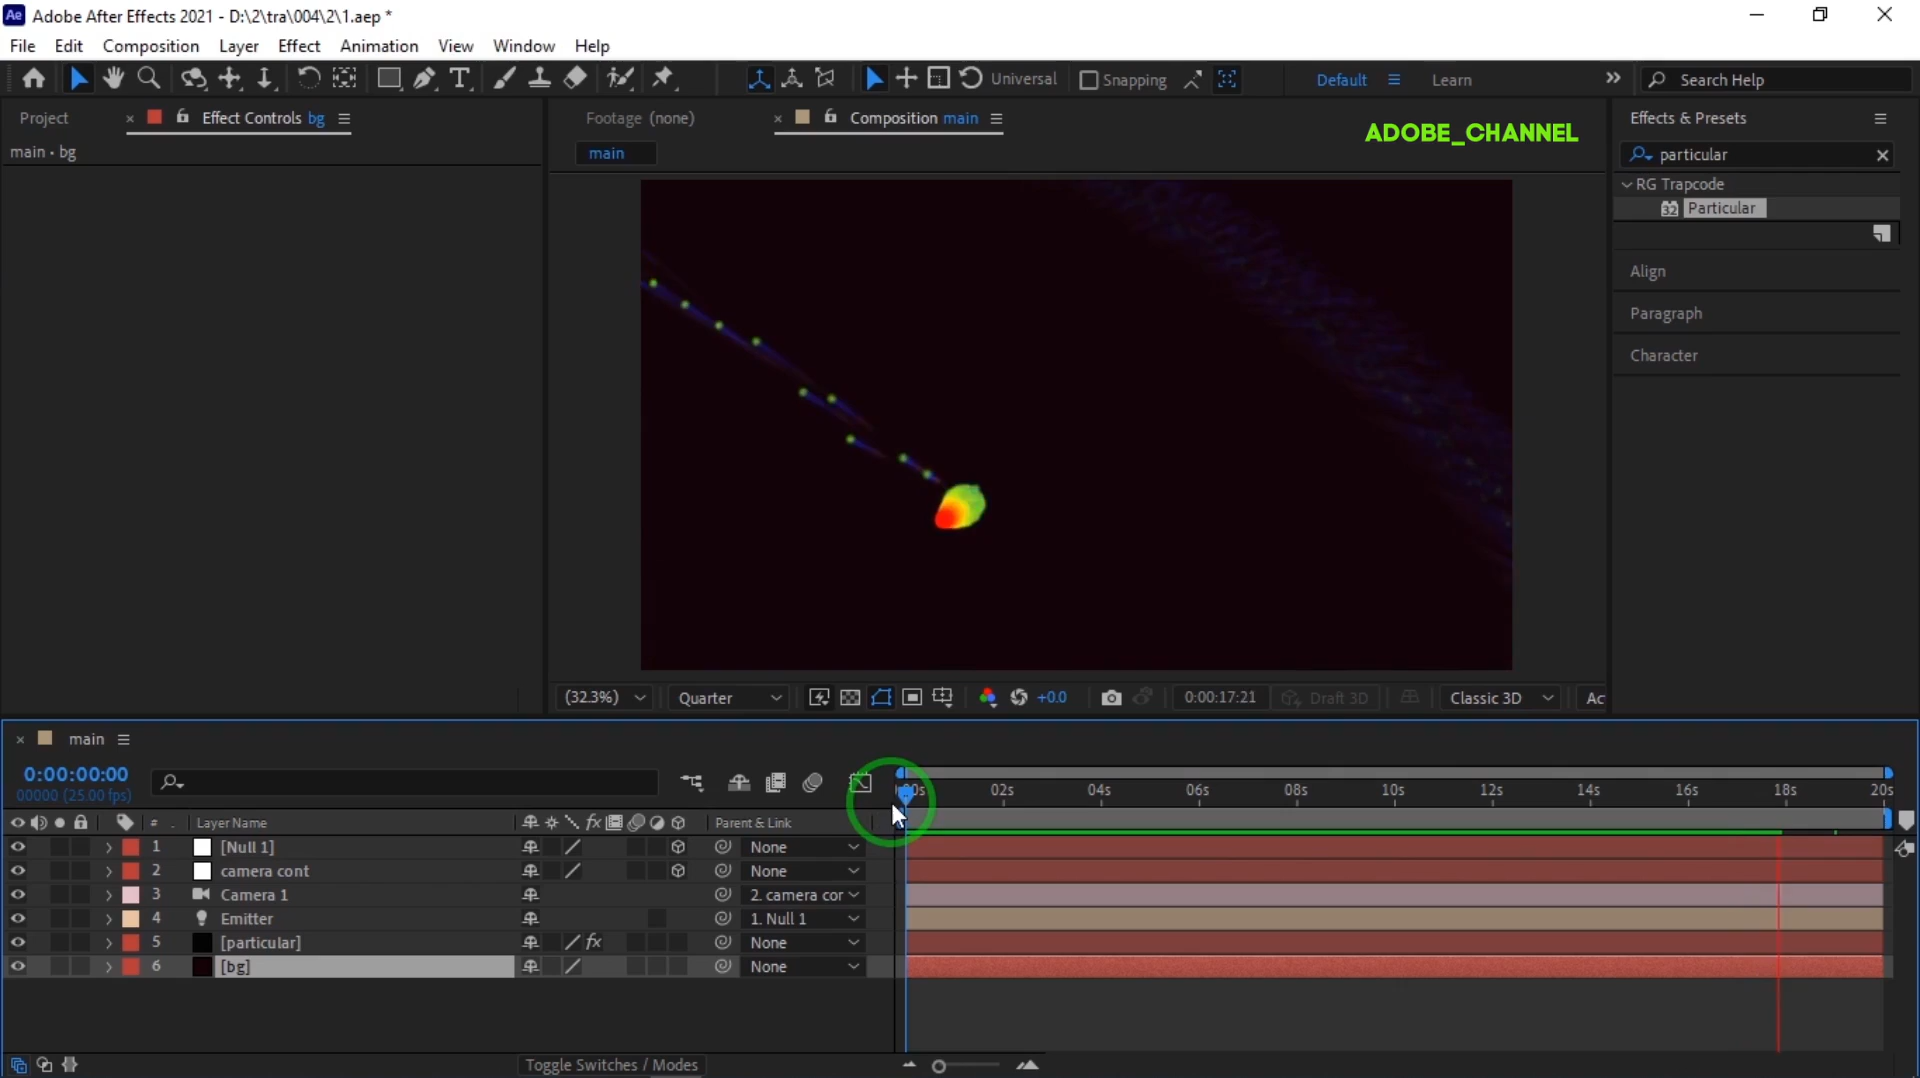 Ae Adobe After Effects 2021 - D:\2\tra\004\2\1.aep *
File Edit Composition Layer Effect Animation View Window Help
Universal Snapping Default Learn Search Help
Project Effect Controls bg Footage (none) Composition main Effects & Presets
ADOBE_CHANNEL
main • bg main particular
RG Trapcode
32 Particular
Align
Paragraph
Character
(32.3%) Quarter +0.0 0:00:17:21 Draft 3D Classic 3D Ac
main
0:00:00:00
00000 (25.00 fps)
00s 02s 04s 06s 08s 10s 12s 14s 16s 18s 20s
# Layer Name fx Parent & Link
1 [Null 1] None
2 camera cont None
3 Camera 1 2. camera cor
4 Emitter 1. Null 1
5 [particular] fx None
6 [bg] None
Toggle Switches / Modes